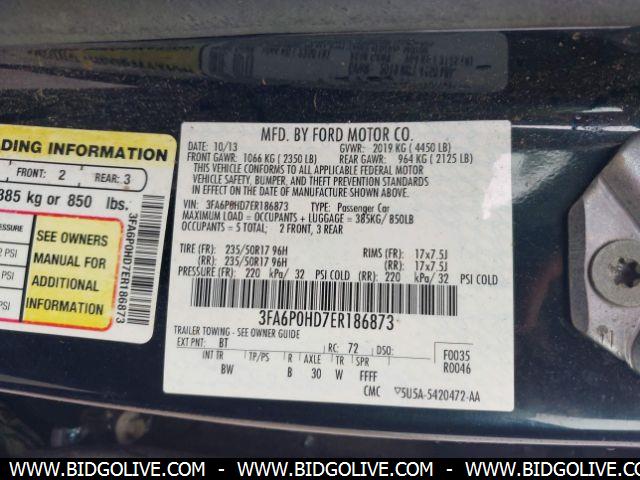 MFD. BY FORD MOTOR CO.
10/13 GVWR: 2019 KG ( 4450 LB)
FRONT GAWR: 1066 KG ( 2350 LB) REAR GAWR: 964 KG ( 2125 LB)
THIS VEHICLE CONFORMS TO ALL APPLICABLE FEDERAL MOTOR
VEHICLE SAFETY, BUMPER, AND THEFT PREVENTION STANDARDS
IN EFFECT ON THE DATE OF MANUFACTURE SHOWN ABOVE.
VIN: 3FA6P0HD7ER186873 TYPE: Passenger Car
MAXIMUM LOAD = OCCUPANTS + LUGGAGE = 385KG/ 850LB
OCCUPANTS = 5 TOTAL; 2 FRONT, 3 REAR
TIRE (FR): 235/50R17 96H RIMS (FR): 17x7.5J
TIRE (RR): 235/50R17 96H RIMS (RR): 17x7.5J
PRESSURE (FR): 220 kPa/ 32 PSI COLD (RR): 220 kPa/ 32 PSI COLD
3FA6P0HD7ER186873
TRAILER TOWING - SEE OWNER GUIDE
EXT PNT: BT RC: 72 DSO: F0035
INT TR TP/PS R AXLE TR SPR R0046
BW B 30 W FFFF
CMC 5U5A-5420472-AA
DING INFORMATION
FRONT: 2 REAR: 3
385 kg or 850 lbs.
SEE OWNERS
MANUAL FOR
ADDITIONAL
INFORMATION
3FA6P0HD7ER186873
WWW.BIDGOLIVE.COM - WWW.BIDGOLIVE.COM - WWW.BIDGOLIVE.COM